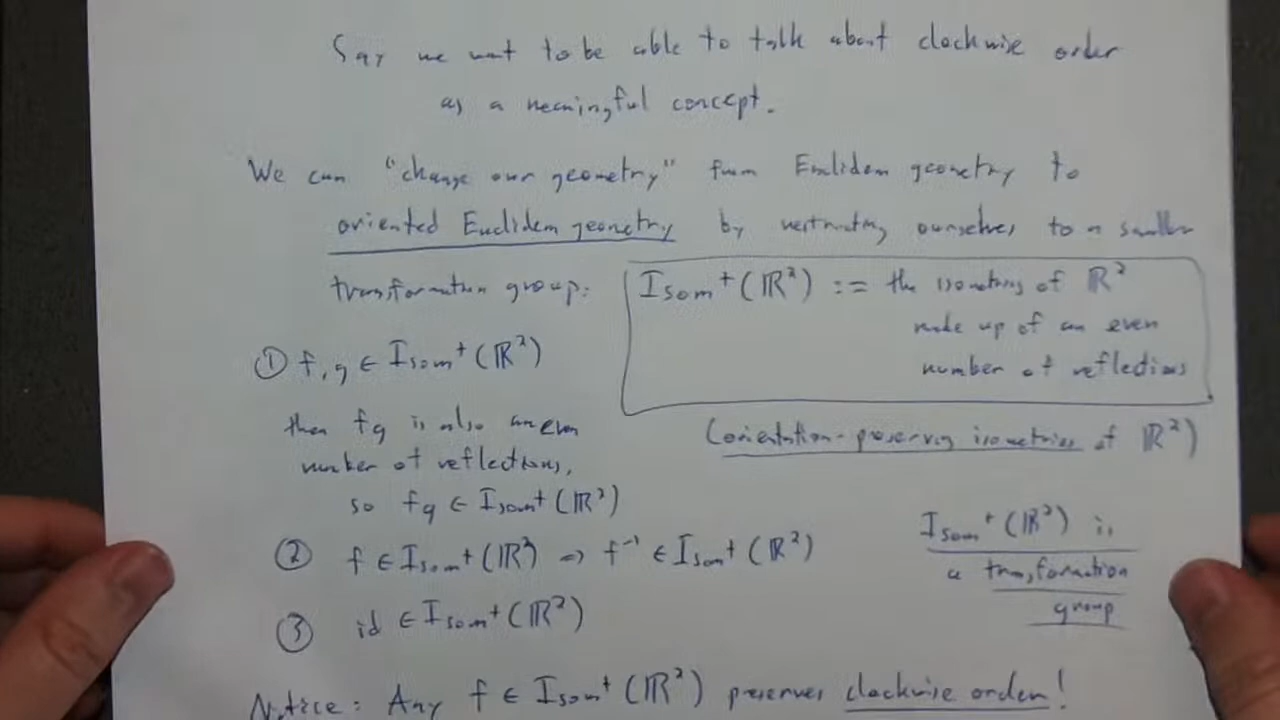 Say we want to be able to talk about clockwise order
as a meaningful concept.
We can "change our geometry" from Euclidean geometry to
oriented Euclidean geometry by restricting ourselves to a smaller
transformation group: Isom⁺(ℝ²) := the isometries of ℝ²
made up of an even
number of reflections
(orientation-preserving isometries of ℝ²)
① f, g ∈ Isom⁺(ℝ²)
then fg is also an even
number of reflections,
so fg ∈ Isom⁺(ℝ²)
② f ∈ Isom⁺(ℝ²) ⇒ f⁻¹ ∈ Isom⁺(ℝ²)
③ id ∈ Isom⁺(ℝ²)
Isom⁺(ℝ²) is
a transformation
group
Notice: Any f ∈ Isom⁺(ℝ²) preserves clockwise order!